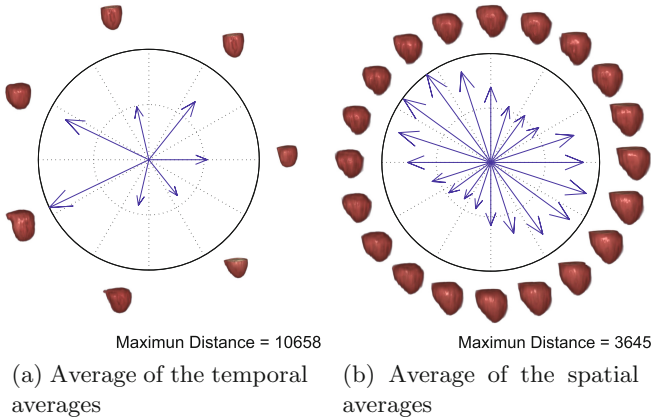 Maximun Distance = 10658
Maximun Distance = 3645
(a) Average of the temporal
averages
(b) Average of the spatial
averages